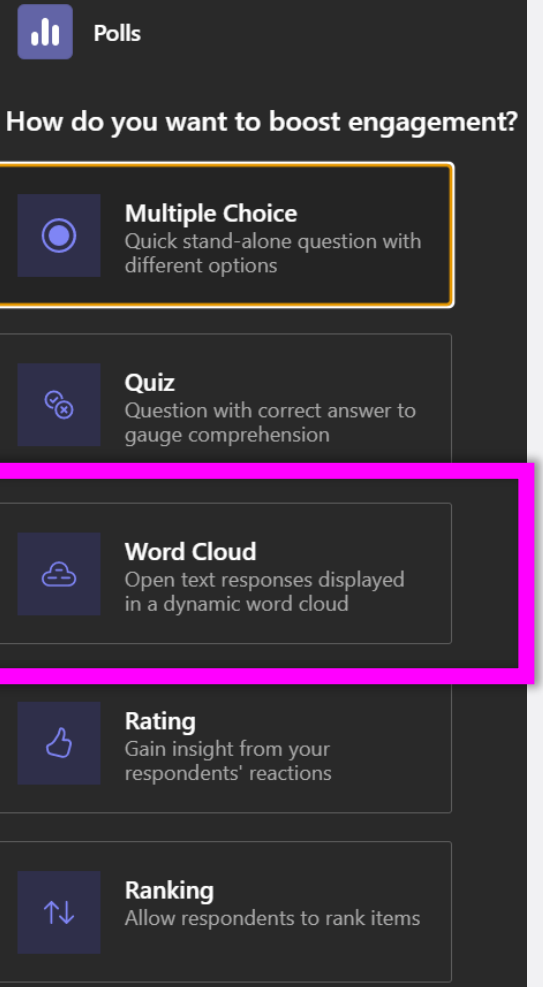 Polls
How do you want to boost engagement?
Multiple Choice
Quick stand-alone question with
different options
Quiz
Question with correct answer to
gauge comprehension
Word Cloud
Open text responses displayed
in a dynamic word cloud
Rating
Gain insight from your
respondents' reactions
Ranking
Allow respondents to rank items